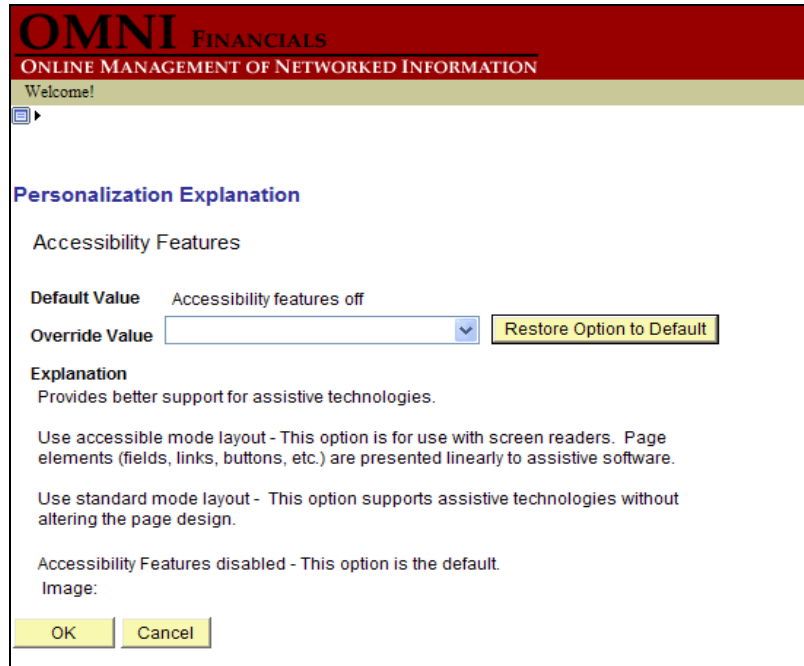 OMNI FINANCIALS
ONLINE MANAGEMENT OF NETWORKED INFORMATION
Welcome!
Personalization Explanation
Accessibility Features
Default Value Accessibility features off
Override Value Restore Option to Default
Explanation
Provides better support for assistive technologies.
Use accessible mode layout - This option is for use with screen readers.  Page
elements (fields, links, buttons, etc.) are presented linearly to assistive software.
Use standard mode layout -  This option supports assistive technologies without
altering the page design.
Accessibility Features disabled - This option is the default.
Image:
OK Cancel